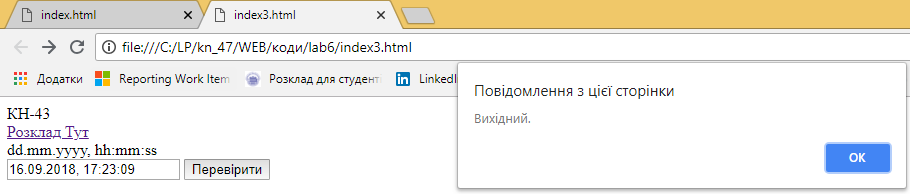 index.html
index3.html
file:///C:/LP/kn_47/WEB/коди/lab6/index3.html
Додатки
Reporting Work Item
Розклад для студент
LinkedI
Повідомлення з цієї сторінки
Вихідний.
ОК
КН-43
Розклад Тут
dd.mm.yyyy, hh:mm:ss
16.09.2018, 17:23:09
Перевірити